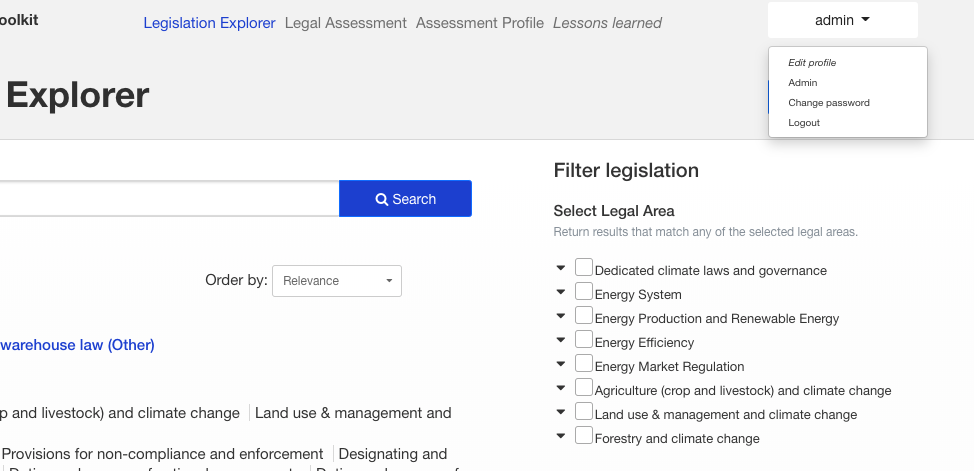 oolkit
Legislation Explorer Legal Assessment Assessment Profile Lessons learned
admin
Edit profile
Admin
Change password
Logout
Explorer
Search
Order by: Relevance
warehouse law (Other)
p and livestock) and climate change Land use & management and
Provisions for non-compliance and enforcement Designating and
Filter legislation
Select Legal Area
Return results that match any of the selected legal areas.
Dedicated climate laws and governance
Energy System
Energy Production and Renewable Energy
Energy Efficiency
Energy Market Regulation
Agriculture (crop and livestock) and climate change
Land use & management and climate change
Forestry and climate change